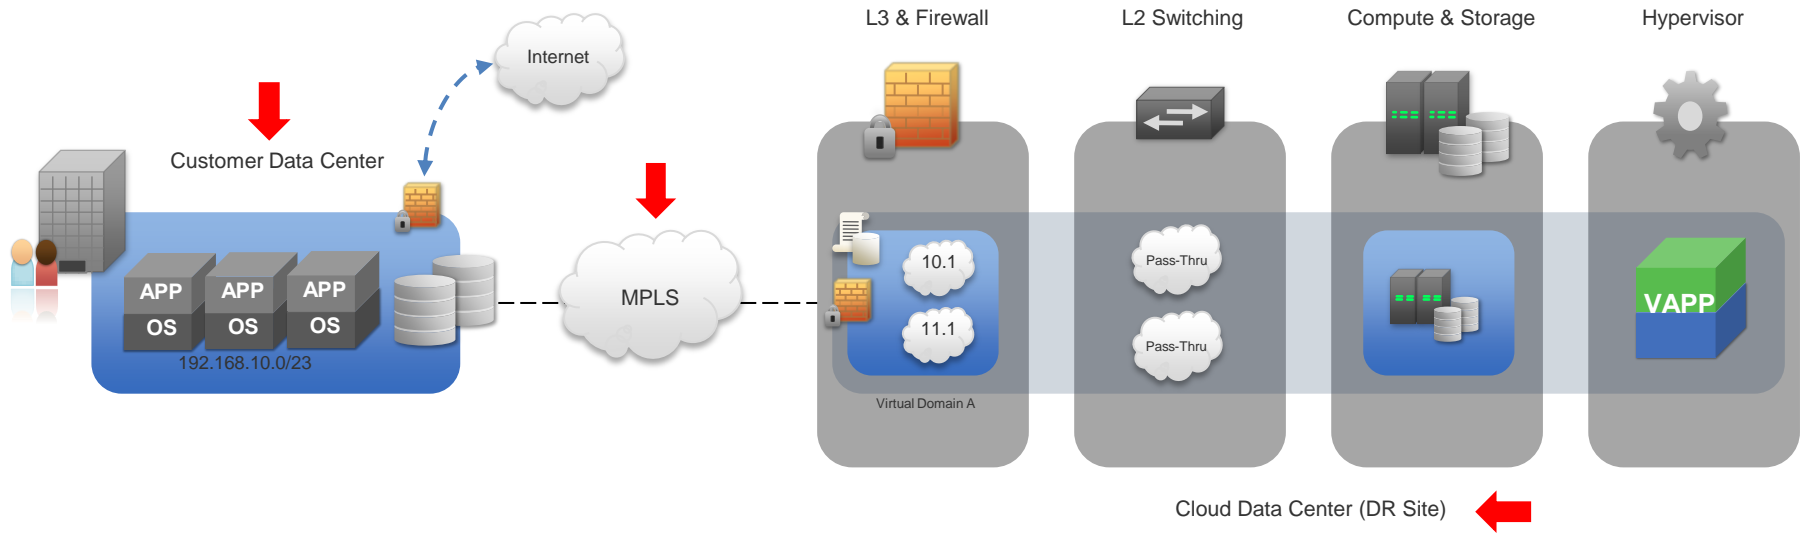 L3 & Firewall
L2 Switching
Compute & Storage
Hypervisor
Internet
Customer Data Center
APP
APP
APP
OS
OS
OS
192.168.10.0/23
MPLS
10.1
11.1
Virtual Domain A
Pass-Thru
Pass-Thru
VAPP
Cloud Data Center (DR Site)